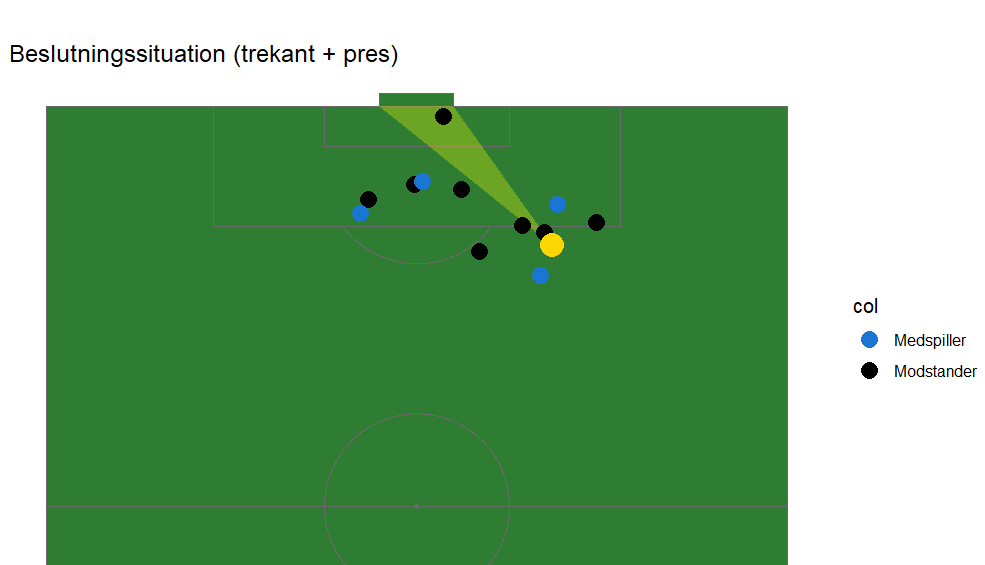 Beslutningssituation (trekant + pres)
col
Medspiller
Modstander